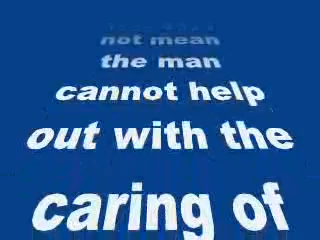 not mean
the man
cannot help
out with the
caring of